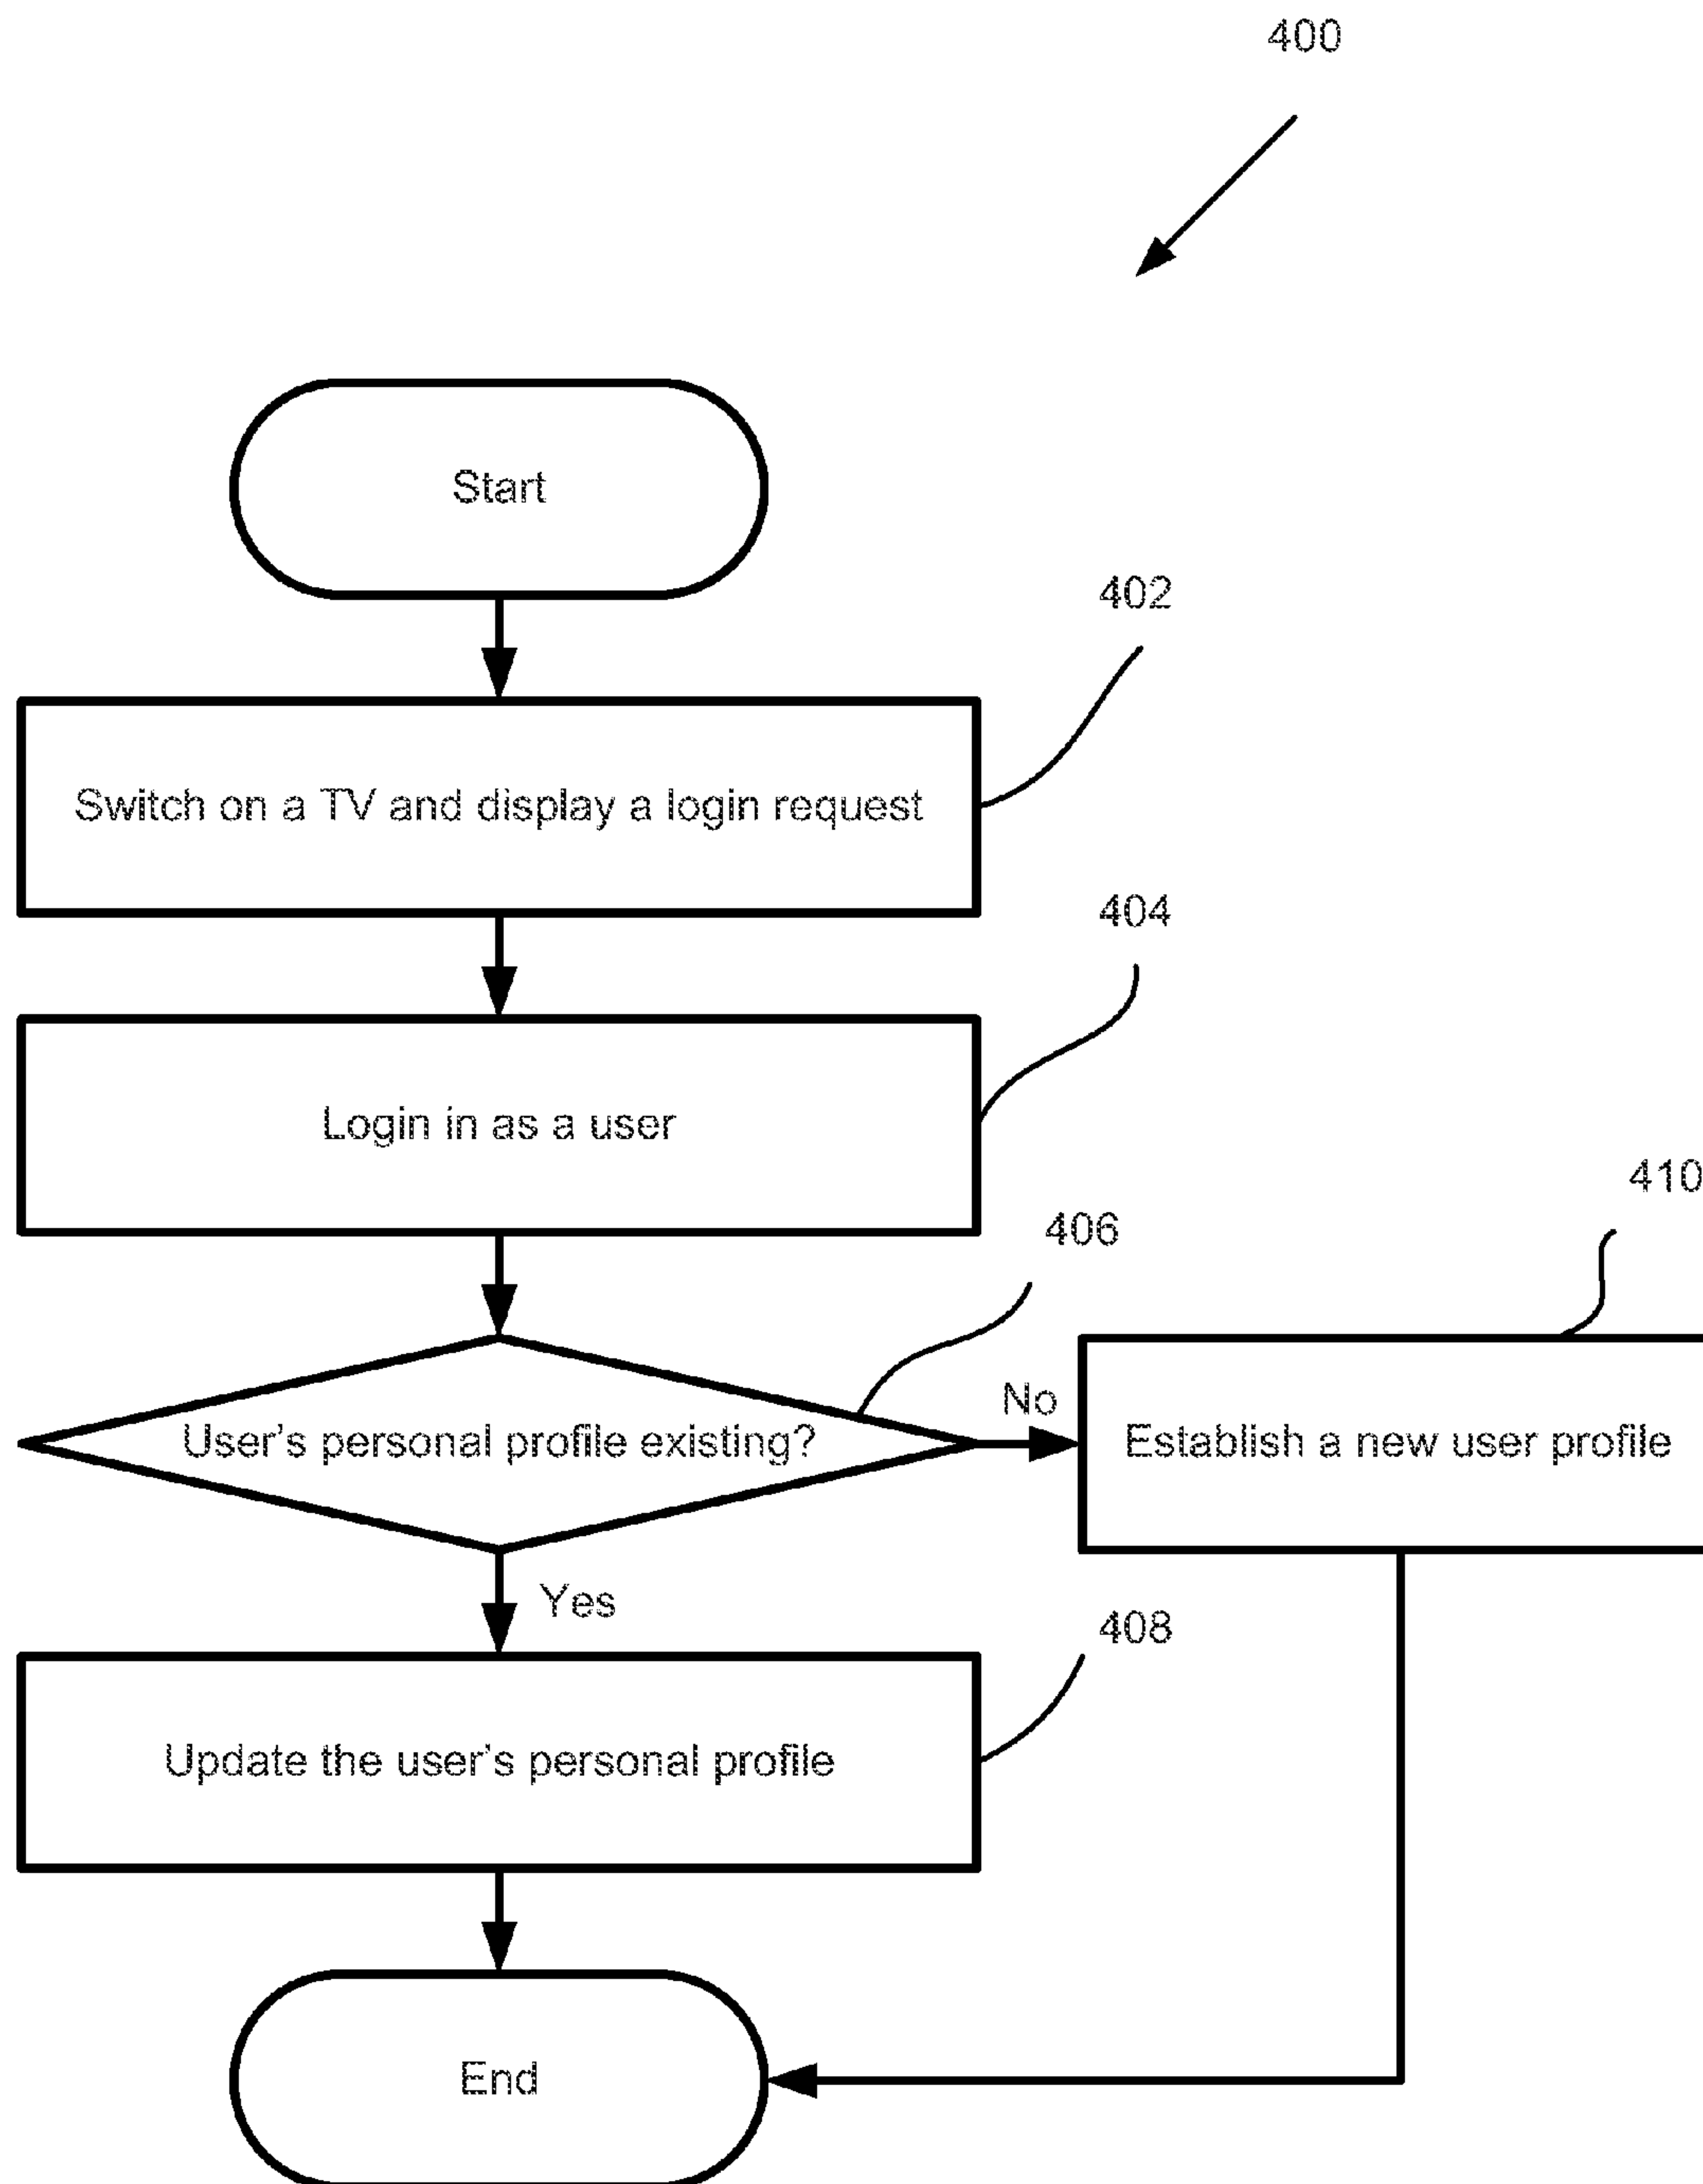 400
Start
402
Switch on a TV and display a login request
404
Login in as a user
410
406
No
User's personal profile existing?
Establish a new user profile
Yes
408
Update the user's personal profile
End